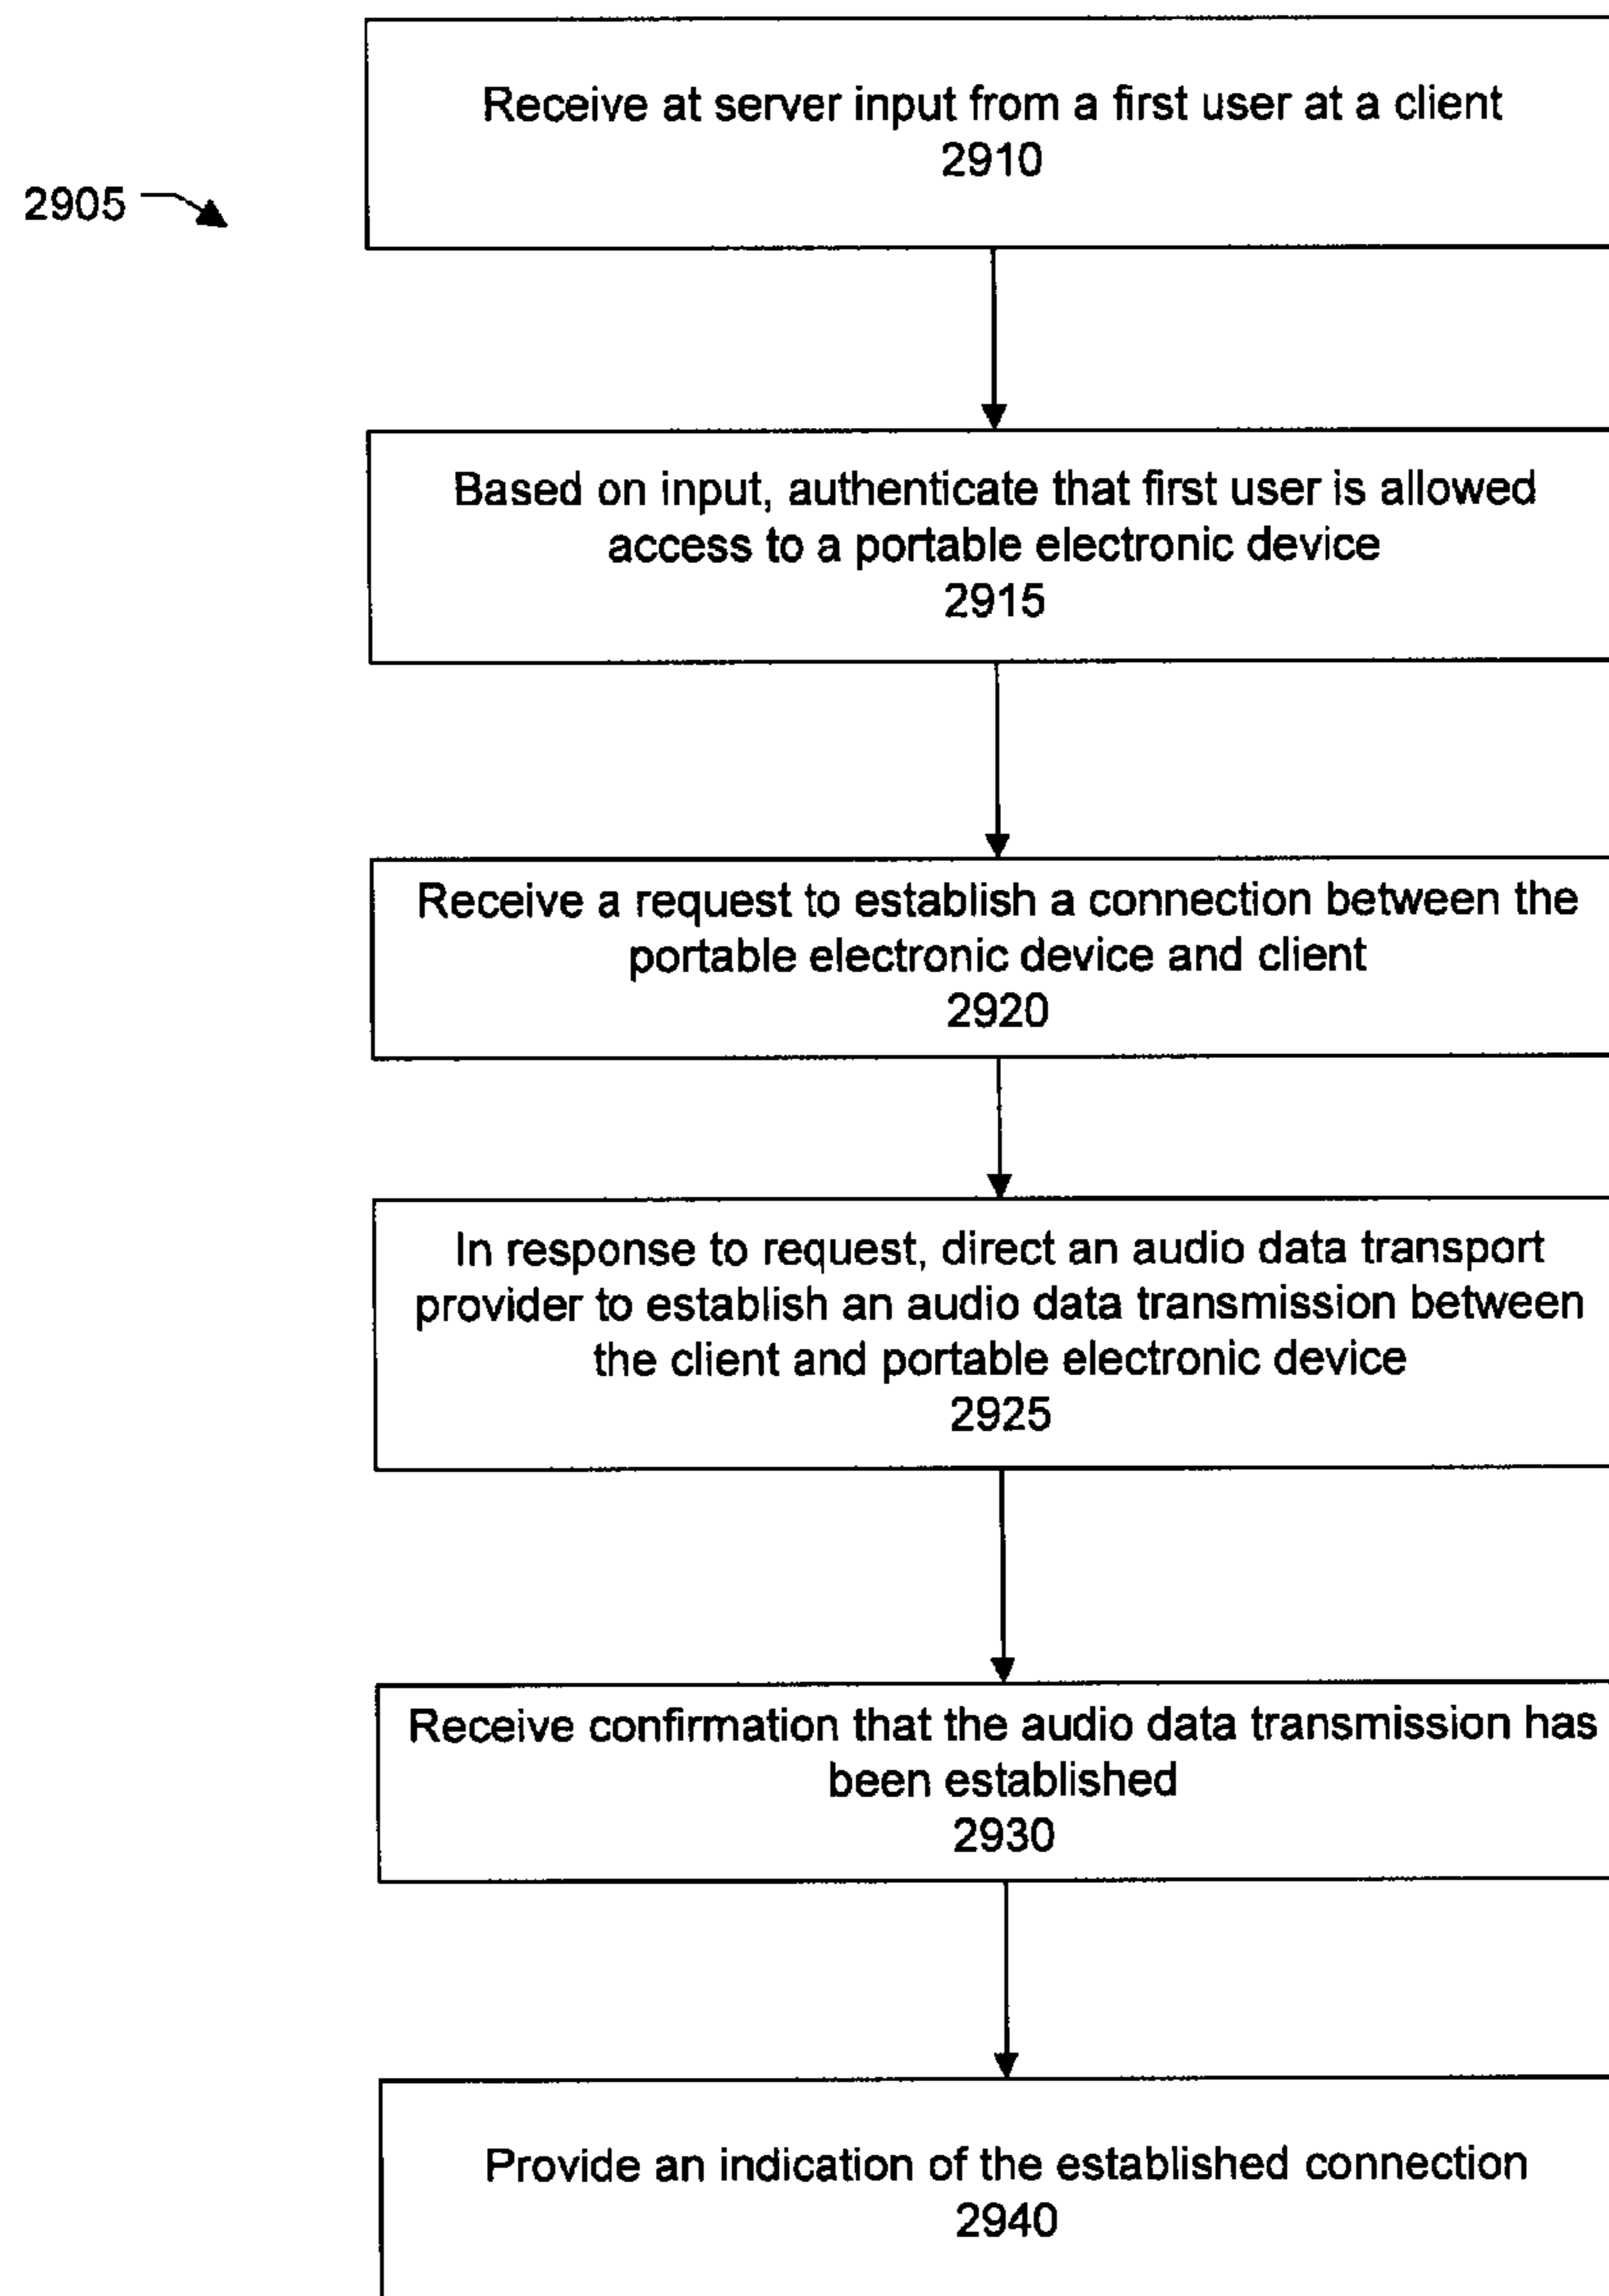 Receive at server input from a first user at a client
2910
2905
Based on input, authenticate that first user is allowed
access to a portable electronic device
2915
Receive a request to establish a connection between the
portable electronic device and client
2920
In response to request, direct an audio data transport
provider to establish an audio data transmission between
the client and portable electronic device
2925
Receive confirmation that the audio data transmission has
been established
2930
Provide an indication of the established connection
2940